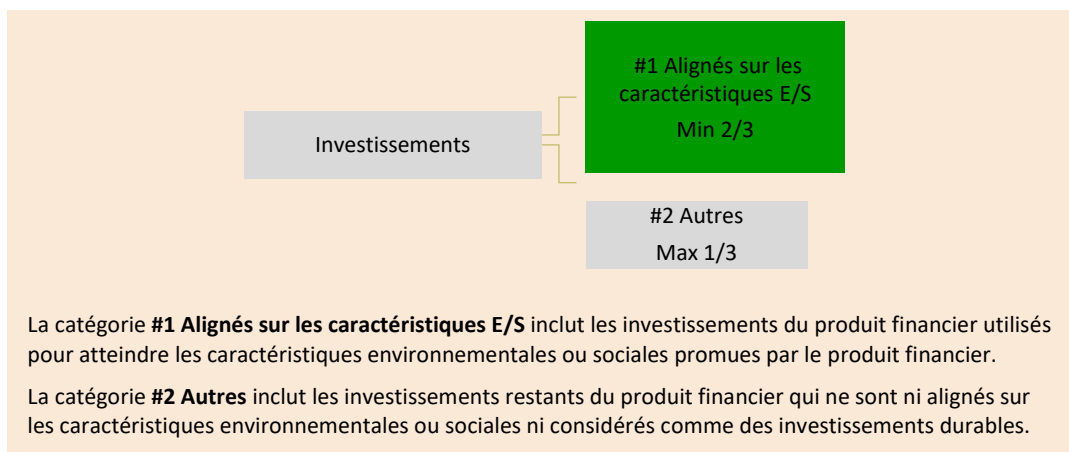 #1 Alignés sur les
caractéristiques E/S
Min 2/3
Investissements
#2 Autres
Max 1/3
La catégorie #1 Alignés sur les caractéristiques E/S inclut les investissements du produit financier utilisés
pour atteindre les caractéristiques environnementales ou sociales promues par le produit financier.
La catégorie #2 Autres inclut les investissements restants du produit financier qui ne sont ni alignés sur
les caractéristiques environnementales ou sociales ni considérés comme des investissements durables.